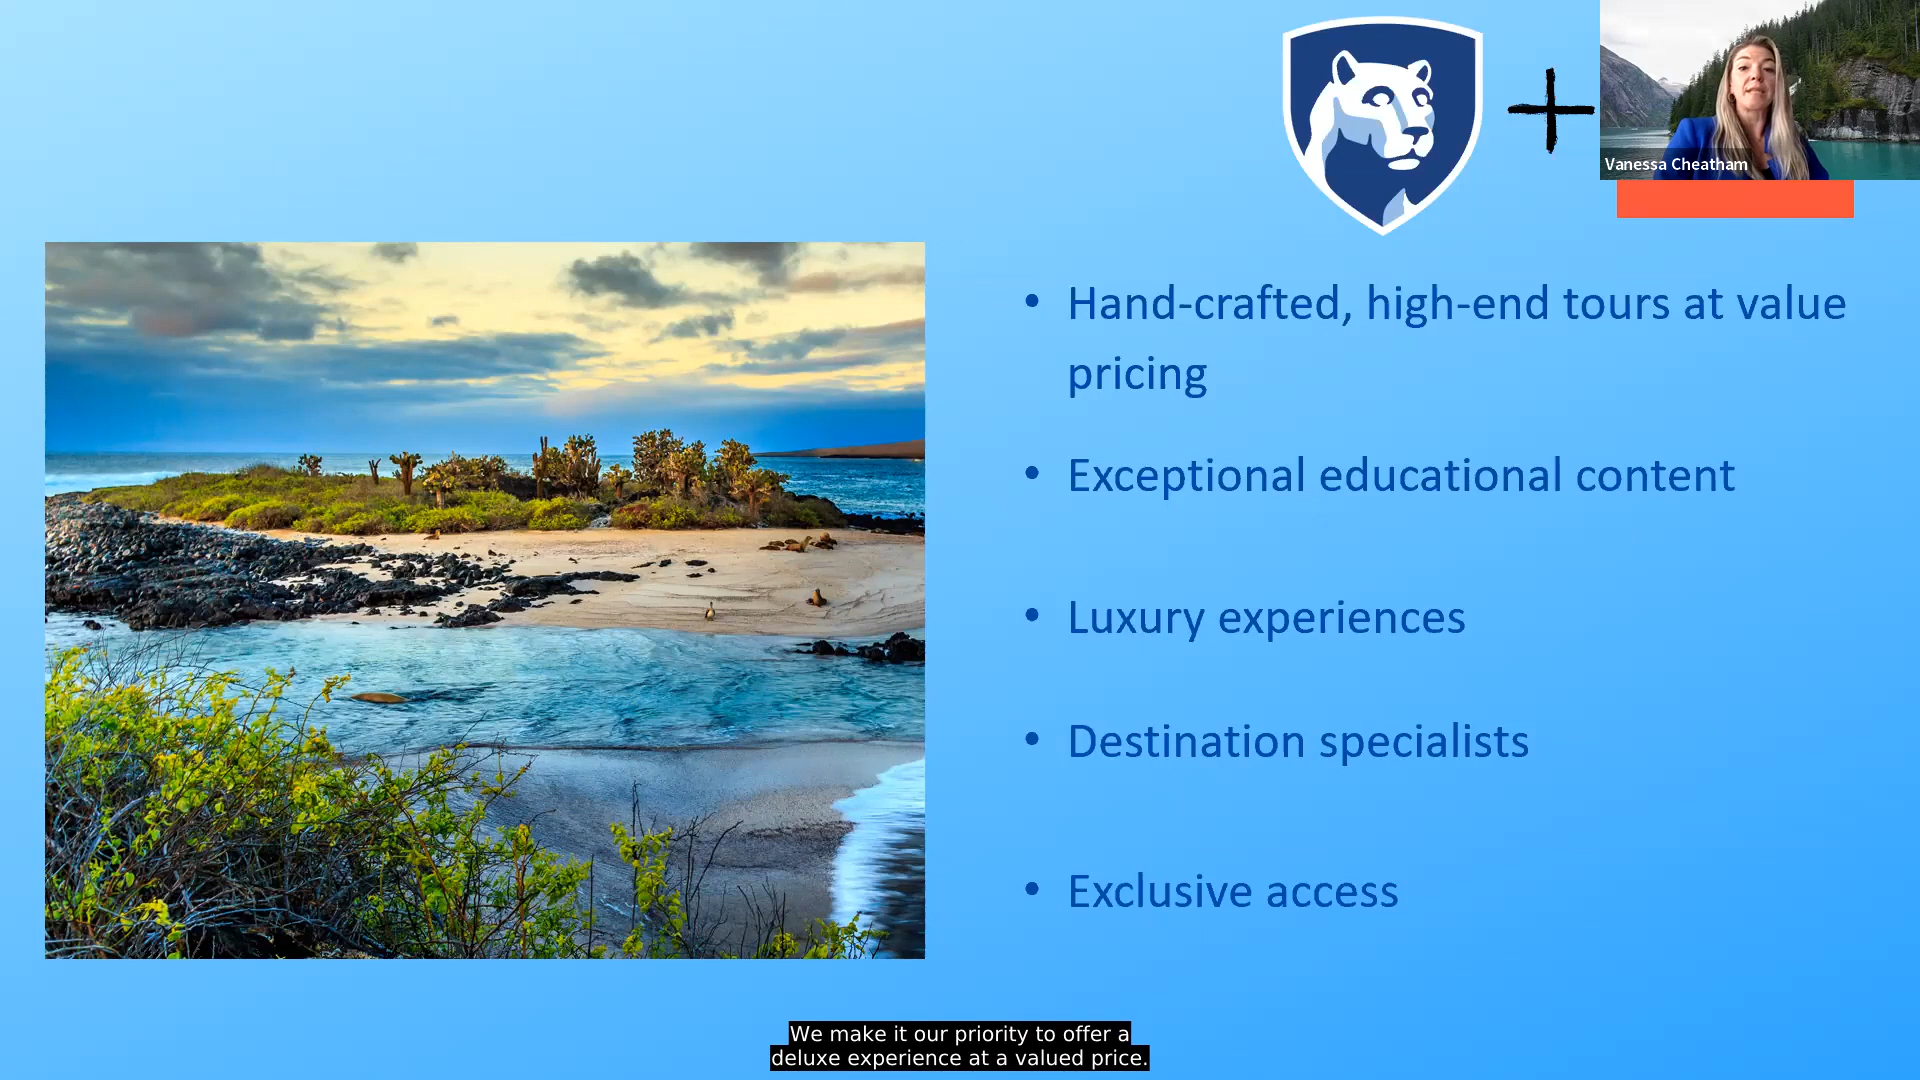 Vanessa Cheatham
• Hand-crafted, high-end tours at value
pricing
• Exceptional educational content
• Luxury experiences
• Destination specialists
• Exclusive access
We make it our priority to offer a
deluxe experience at a valued price.